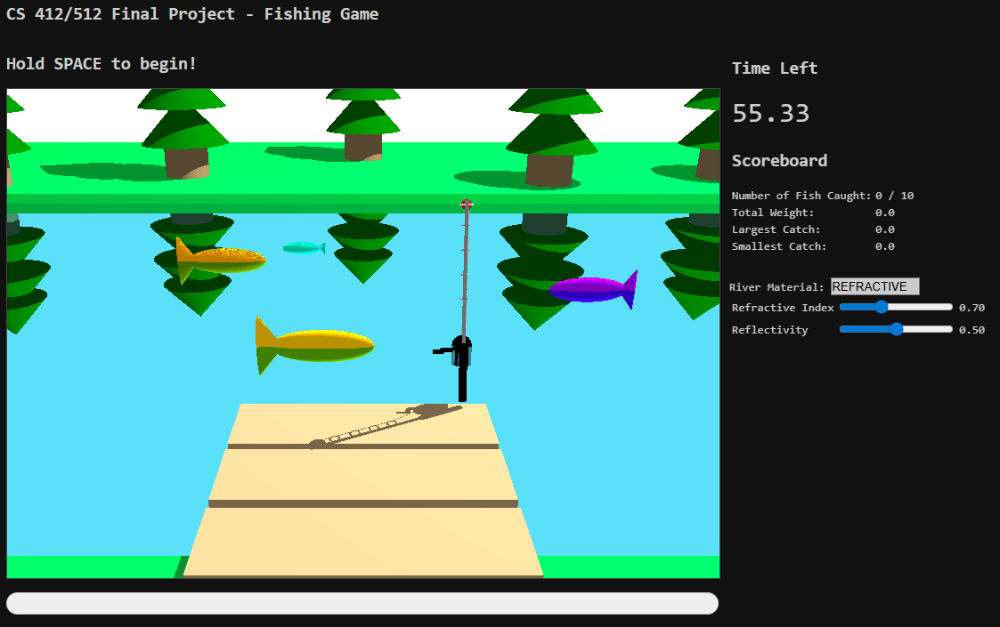 CS 412/512 Final Project - Fishing Game
Hold SPACE to begin!
Time Left
55.33
Scoreboard
Number of Fish Caught: 0 / 10
Total Weight: 0.0
Largest Catch: 0.0
Smallest Catch: 0.0
River Material: REFRACTIVE
Refractive Index 0.70
Reflectivity 0.50